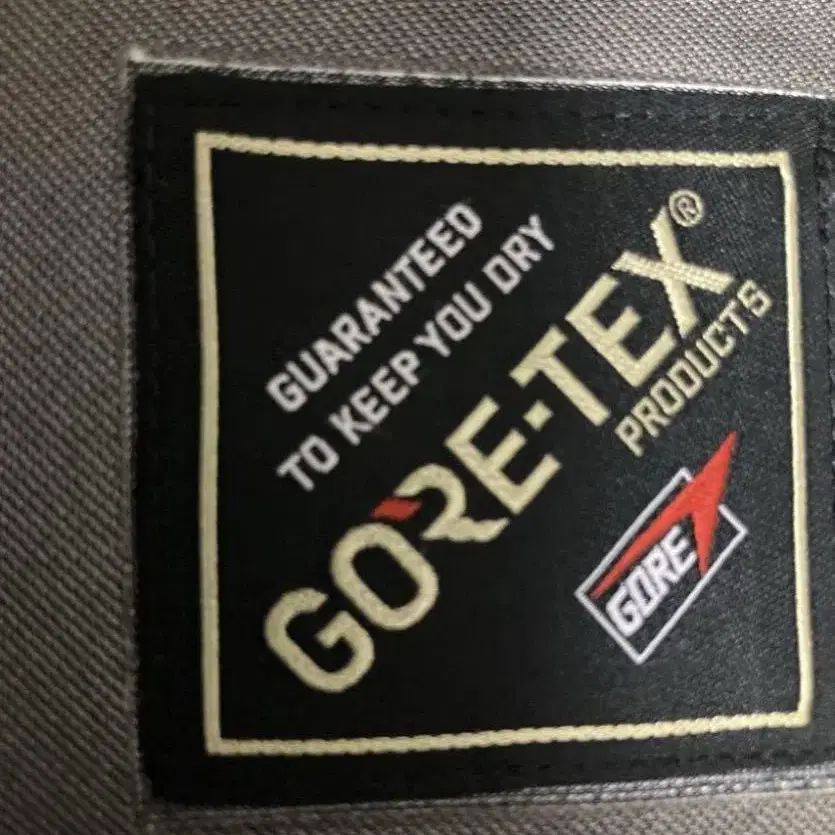 GUARANTEED
TO KEEP YOU DRY
GORE-TEX®
PRODUCTS
GORE